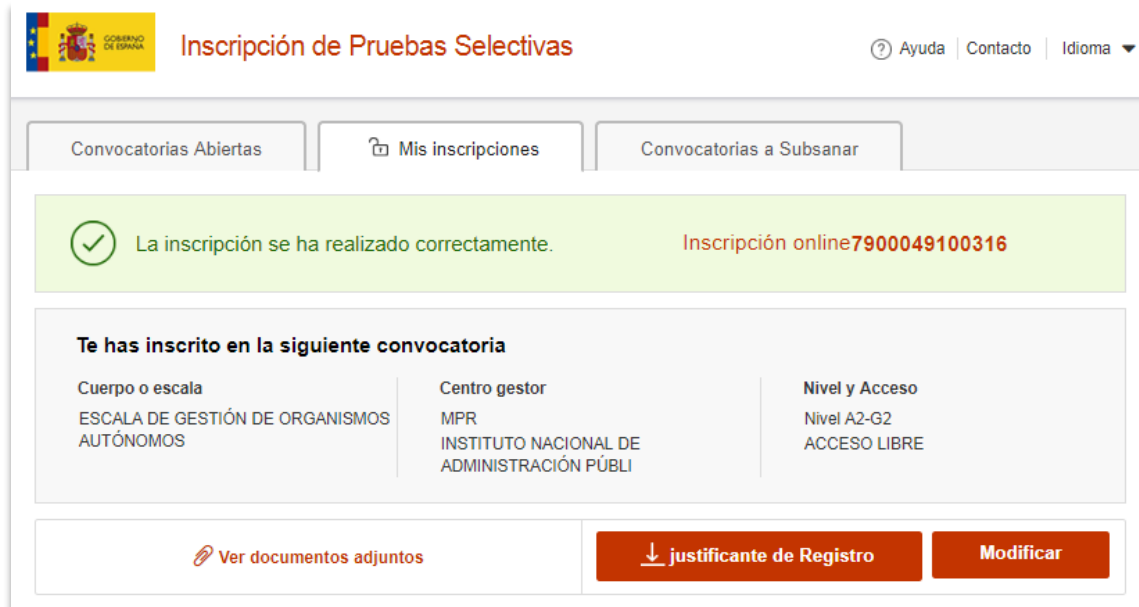 GOBIERNO
DE ESPAÑA
Inscripción de Pruebas Selectivas
? Ayuda Contacto Idioma
Convocatorias Abiertas
Mis inscripciones
Convocatorias a Subsanar
La inscripción se ha realizado correctamente.
Inscripción online7900049100316
Te has inscrito en la siguiente convocatoria
Cuerpo o escala
ESCALA DE GESTIÓN DE ORGANISMOS
AUTÓNOMOS
Centro gestor
MPR
INSTITUTO NACIONAL DE
ADMINISTRACIÓN PÚBLI
Nivel y Acceso
Nivel A2-G2
ACCESO LIBRE
Ver documentos adjuntos
justificante de Registro
Modificar